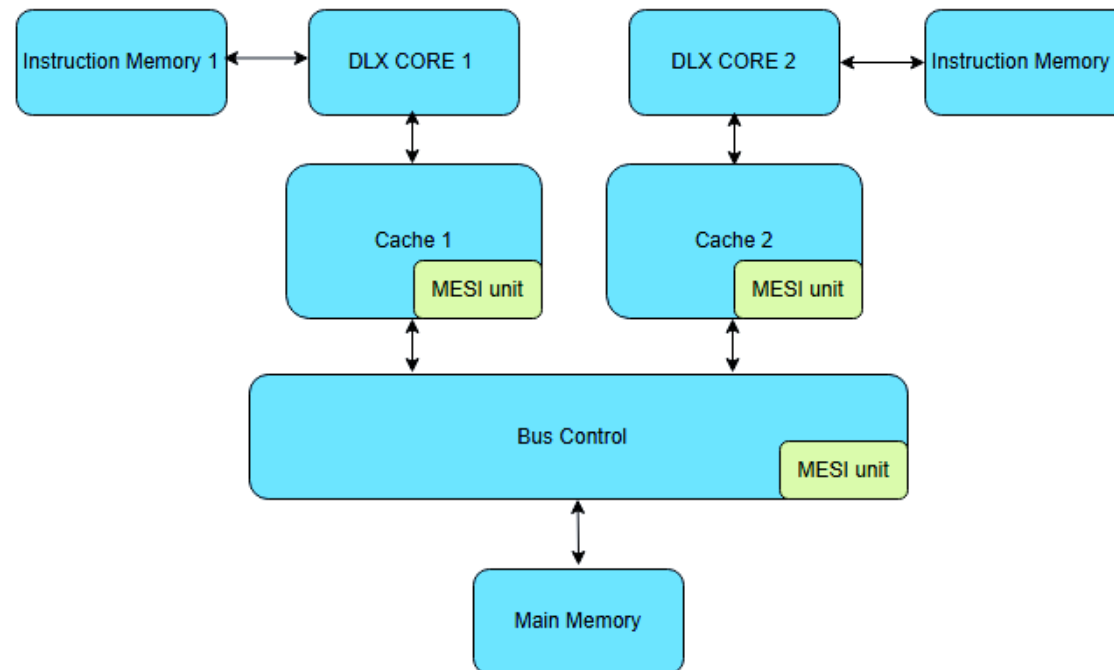 Instruction Memory 1
DLX CORE 1
DLX CORE 2
Instruction Memory
Cache 1
MESI unit
Cache 2
MESI unit
Bus Control
MESI unit
Main Memory